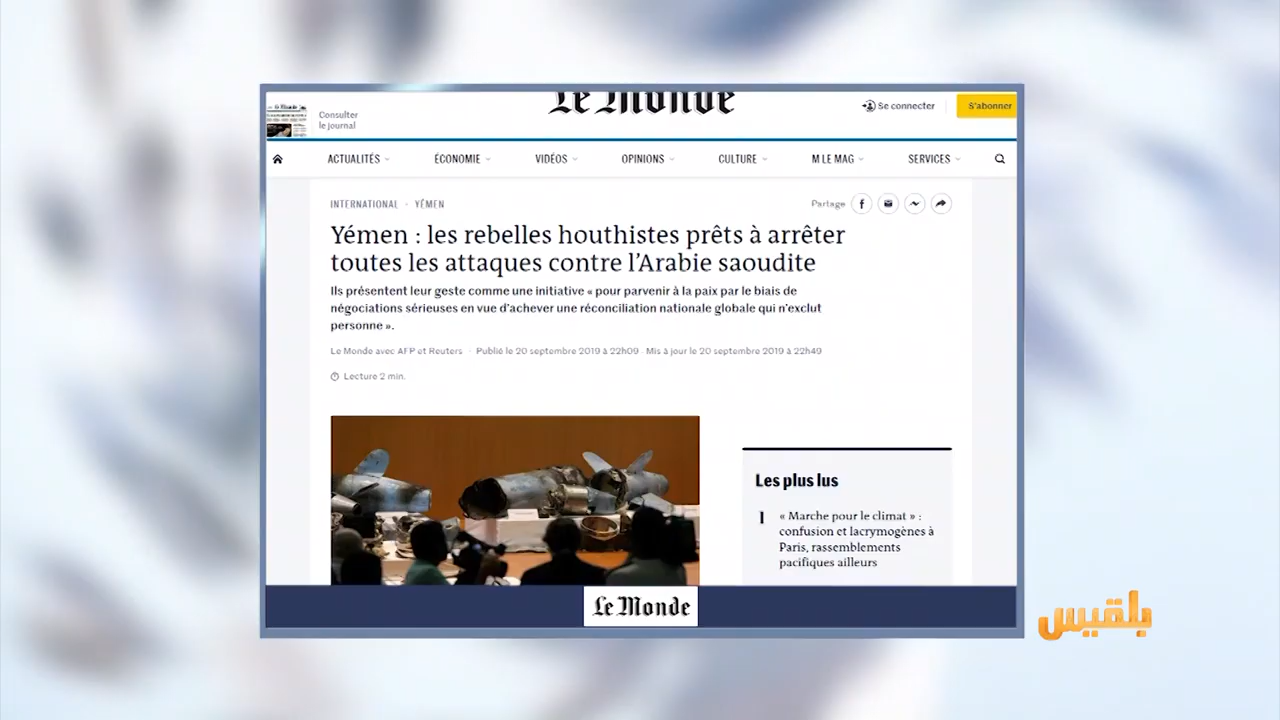 Le Monde
Consulter
le journal
Se connecter
S'abonner
ACTUALITÉS
ÉCONOMIE
VIDÉOS
OPINIONS
CULTURE
M LE MAG
SERVICES
INTERNATIONAL • YÉMEN
Partage
Yémen : les rebelles houthistes prêts à arrêter
toutes les attaques contre l'Arabie saoudite
Ils présentent leur geste comme une initiative « pour parvenir à la paix par le biais de
négociations sérieuses en vue d'achever une réconciliation nationale globale qui n'exclut
personne ».
Le Monde avec AFP et Reuters · Publié le 20 septembre 2019 à 22h09 - Mis à jour le 20 septembre 2019 à 22h49
Lecture 2 min.
Les plus lus
1 « Marche pour le climat » :
confusion et lacrymogènes à
Paris, rassemblements
pacifiques ailleurs
Le Monde
بلقيس